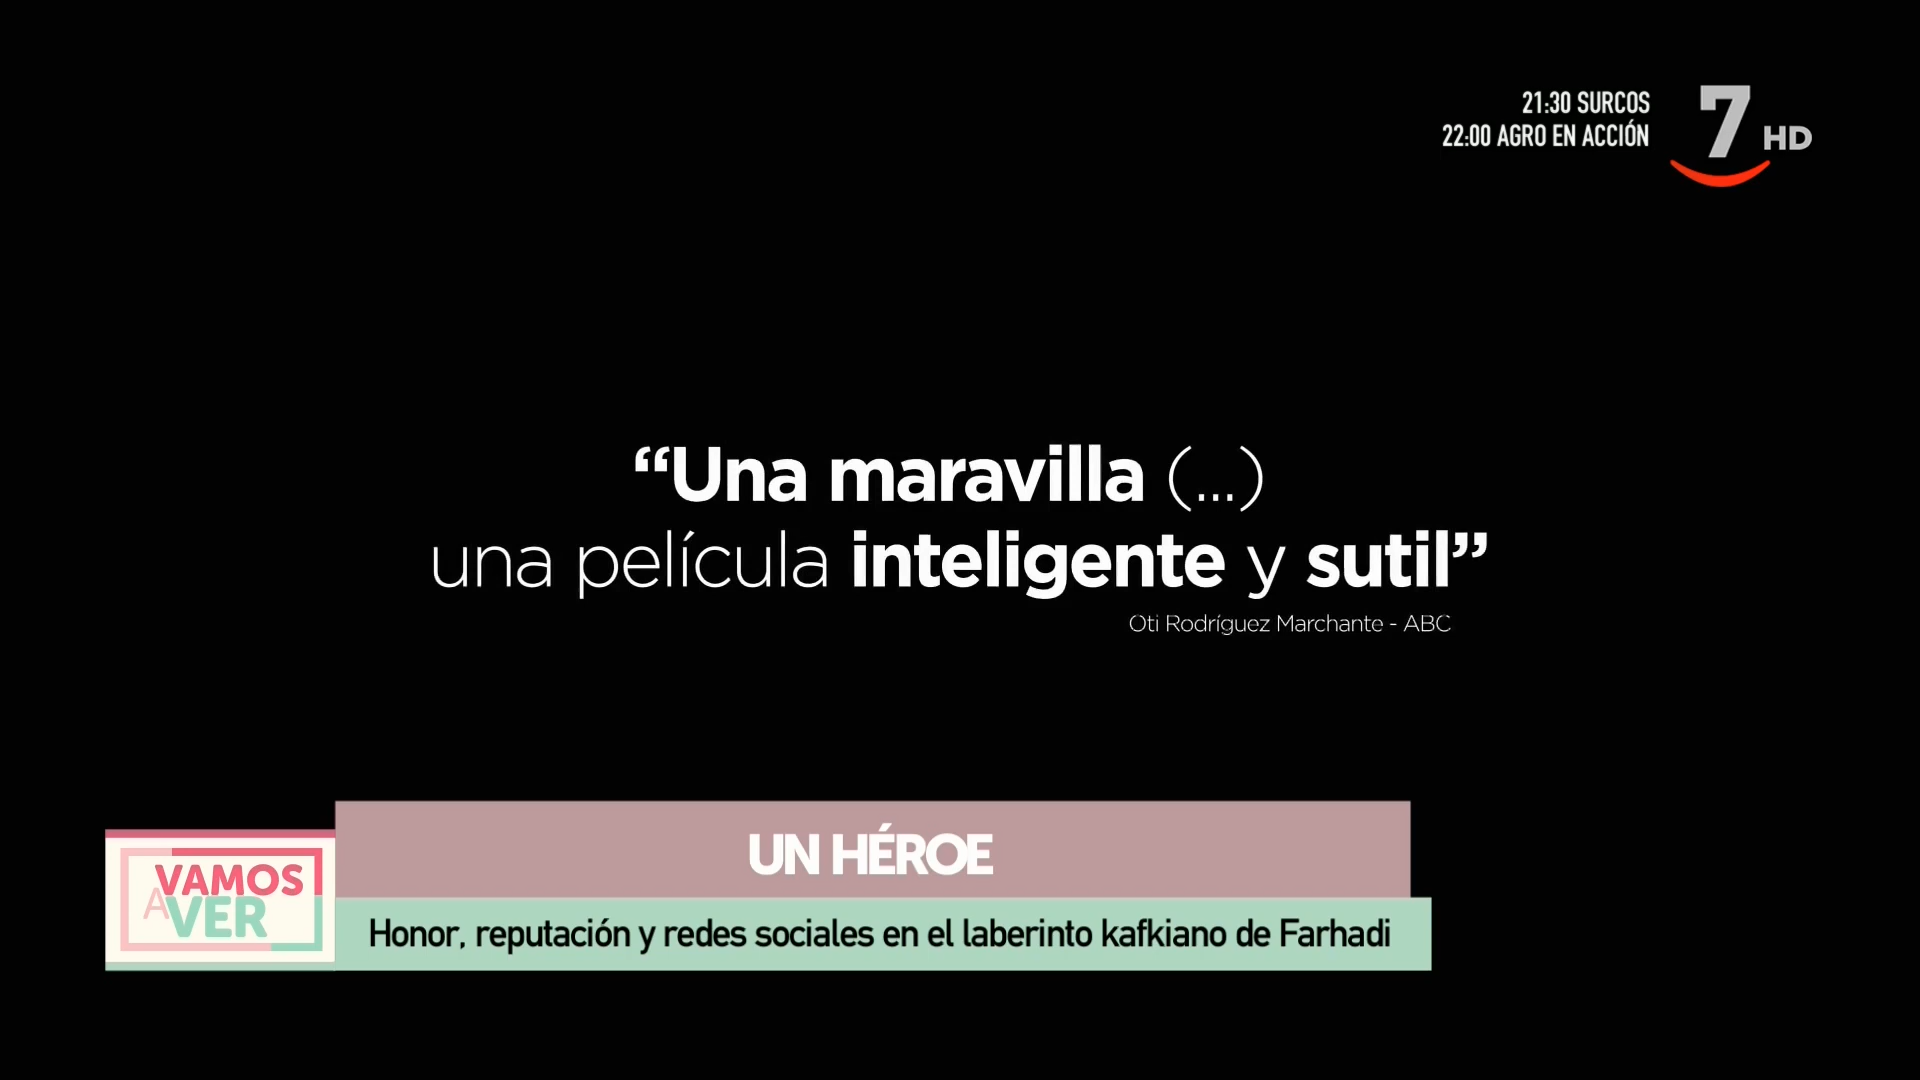 21:30 SURCOS
22:00 AGRO EN ACCIÓN
7 HD
“Una maravilla (...)
una película inteligente y sutil”
Oti Rodríguez Marchante - ABC
UN HÉROE
VAMOS
A VER
Honor, reputación y redes sociales en el laberinto kafkiano de Farhadi